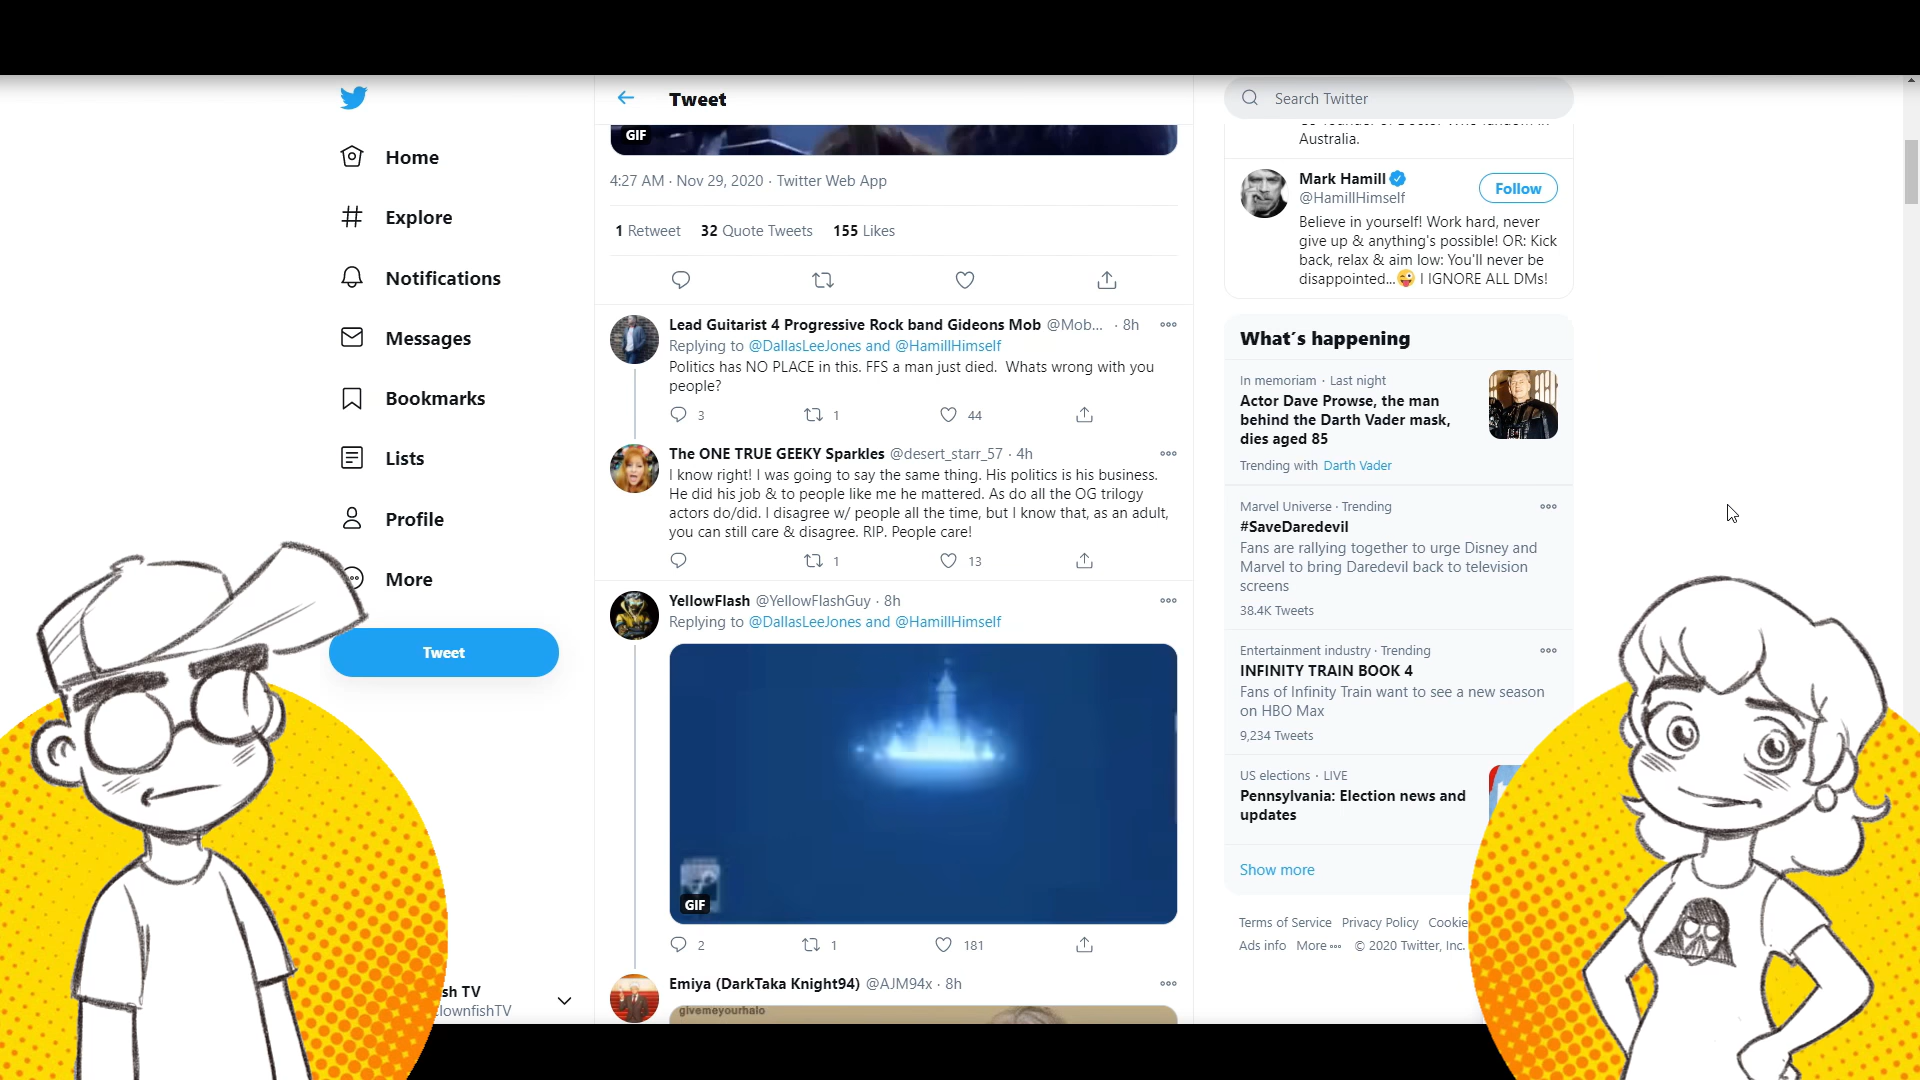 Home
Explore
Notifications
Messages
Bookmarks
Lists
Profile
More
Tweet
sh TV
lownfishTV
Tweet
GIF
4:27 AM · Nov 29, 2020 · Twitter Web App
1 Retweet 32 Quote Tweets 155 Likes
Lead Guitarist 4 Progressive Rock band Gideons Mob @Mob... · 8h
Replying to @DallasLeeJones and @HamillHimself
Politics has NO PLACE in this. FFS a man just died. Whats wrong with you
people?
3 1 44
The ONE TRUE GEEKY Sparkles @desert_starr_57 · 4h
I know right! I was going to say the same thing. His politics is his business.
He did his job & to people like me he mattered. As do all the OG trilogy
actors do/did. I disagree w/ people all the time, but I know that, as an adult,
you can still care & disagree. RIP. People care!
1 13
YellowFlash @YellowFlashGuy · 8h
Replying to @DallasLeeJones and @HamillHimself
GIF
2 1 181
Emiya (DarkTaka Knight94) @AJM94x · 8h
givemeyourhalo
Search Twitter
Australia.
Mark Hamill
@HamillHimself
Follow
Believe in yourself! Work hard, never
give up & anything's possible! OR: Kick
back, relax & aim low: You'll never be
disappointed...😜 I IGNORE ALL DMs!
What's happening
In memoriam · Last night
Actor Dave Prowse, the man
behind the Darth Vader mask,
dies aged 85
Trending with Darth Vader
Marvel Universe · Trending
#SaveDaredevil
Fans are rallying together to urge Disney and
Marvel to bring Daredevil back to television
screens
38.4K Tweets
Entertainment industry · Trending
INFINITY TRAIN BOOK 4
Fans of Infinity Train want to see a new season
on HBO Max
9,234 Tweets
US elections · LIVE
Pennsylvania: Election news and
updates
Show more
Terms of Service Privacy Policy Cookie
Ads info More ··· © 2020 Twitter, Inc.